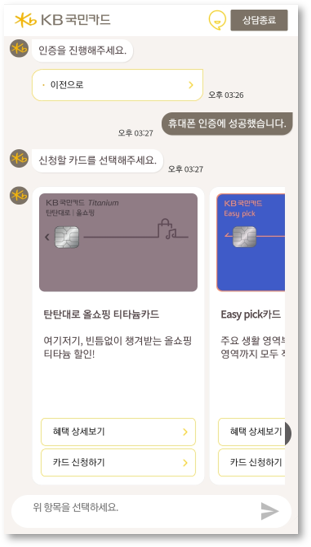 KB 국민카드
상담종료
인증을 진행해주세요.
· 이전으로
오후 03:26
휴대폰 인증에 성공했습니다.
오후 03:27
신청할 카드를 선택해주세요.
오후 03:27
KB국민카드 Titanium
탄탄대로 : 올쇼핑
KB국민카드
Easy pick
탄탄대로 올쇼핑 티타늄카드
여기저기, 빈틈없이 챙겨받는 올쇼핑
티타늄 할인!
Easy pick카드
주요 생활 영역
영역까지 모두
혜택 상세보기
카드 신청하기
혜택 상세보기
카드 신청하기
위 항목을 선택하세요.